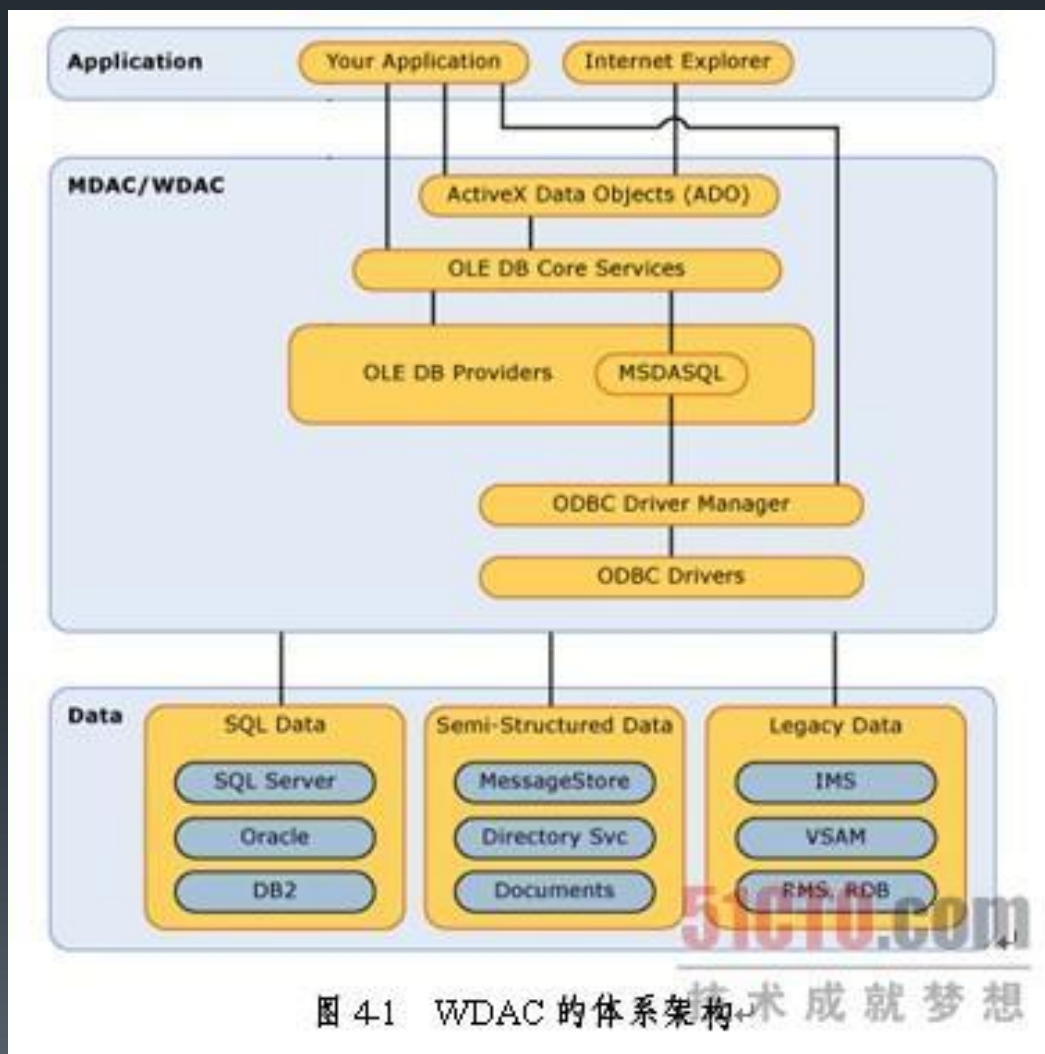 Application
Your Application
Internet Explorer
MDAC/WDAC
ActiveX Data Objects (ADO)
OLE DB Core Services
OLE DB Providers
MSDASQL
ODBC Driver Manager
ODBC Drivers
Data
SQL Data
SQL Server
Oracle
DB2
Semi-Structured Data
MessageStore
Directory Svc
Documents
Legacy Data
IMS
VSAM
RMS, RDB
51CTO.com
技术成就梦想
图 4.1 WDAC 的体系架构